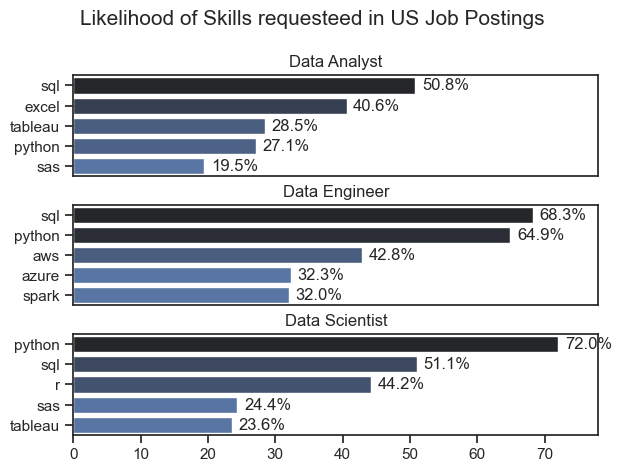 Likelihood of Skills requesteed in US Job Postings
Data Analyst
sql 50.8%
excel 40.6%
tableau 28.5%
python 27.1%
sas 19.5%
Data Engineer
sql 68.3%
python 64.9%
aws 42.8%
azure 32.3%
spark 32.0%
Data Scientist
python 72.0%
sql 51.1%
r 44.2%
sas 24.4%
tableau 23.6%
0 10 20 30 40 50 60 70